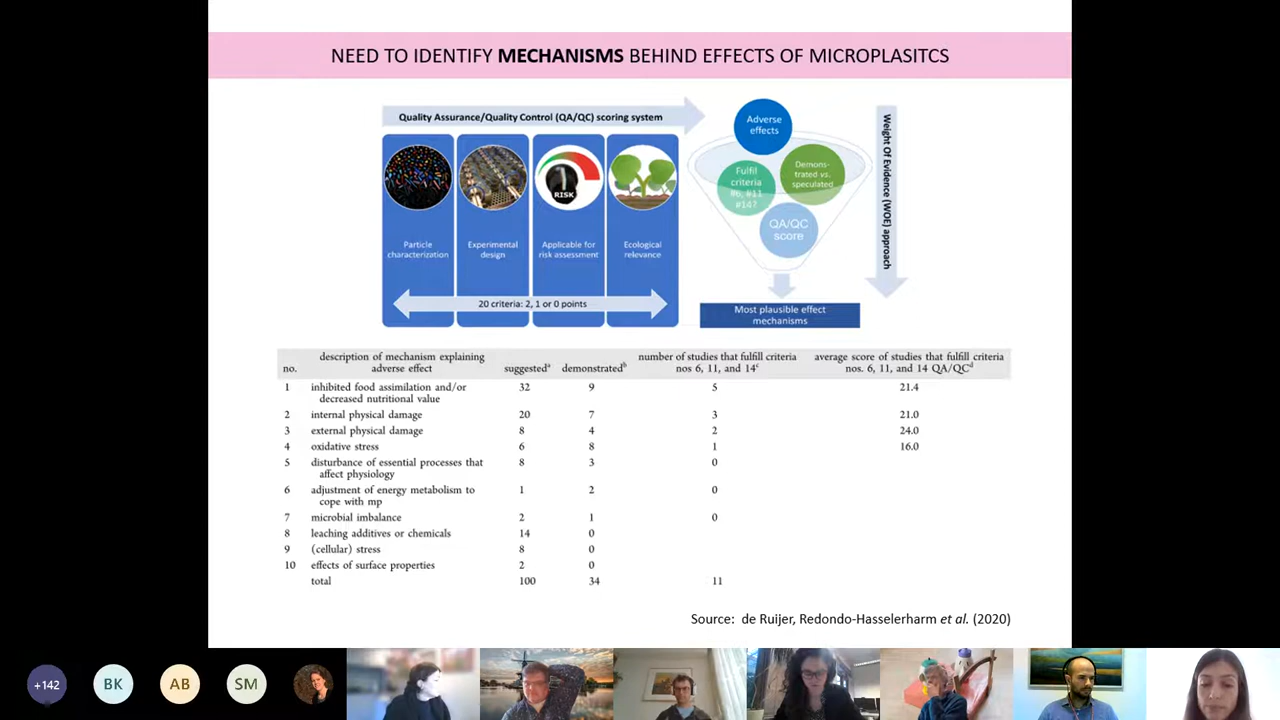 NEED TO IDENTIFY MECHANISMS BEHIND EFFECTS OF MICROPLASITCS
Quality Assurance/Quality Control (QA/QC) scoring system
Particle
characterization
Experimental
design
RISK
Applicable for
risk assessment
Ecological
relevance
20 criteria: 2, 1 or 0 points
Adverse
effects
Demons-
trated vs.
speculated
Fulfil
criteria
#6, #11
#14?
QA/QC
score
Most plausible effect
mechanisms
Weight Of Evidence (WOE) approach
no. description of mechanism explaining adverse effect suggestedᵃ demonstratedᵇ number of studies that fulfill criteria nos 6, 11, and 14ᶜ average score of studies that fulfill criteria nos. 6, 11, and 14 QA/QCᵈ
1 inhibited food assimilation and/or 32 9 5 21.4
decreased nutritional value
2 internal physical damage 20 7 3 21.0
3 external physical damage 8 4 2 24.0
4 oxidative stress 6 8 1 16.0
5 disturbance of essential processes that 8 3 0
affect physiology
6 adjustment of energy metabolism to 1 2 0
cope with mp
7 microbial imbalance 2 1 0
8 leaching additives or chemicals 14 0
9 (cellular) stress 8 0
10 effects of surface properties 2 0
total 100 34 11
Source: de Ruijer, Redondo-Hasselerharm et al. (2020)
+142
BK
AB
SM